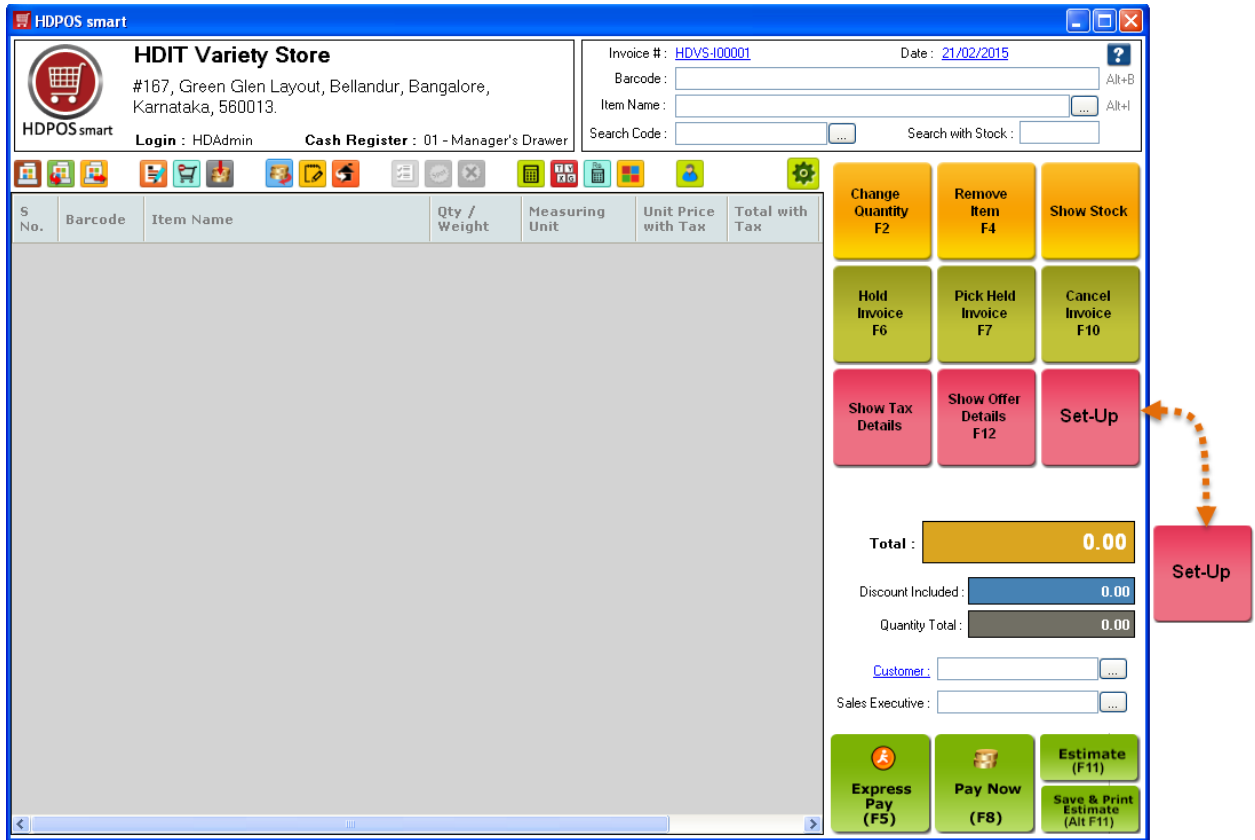 HDPOS smart
HDIT Variety Store
#167, Green Glen Layout, Bellandur, Bangalore,
Karnataka, 560013.
HDPOS smart
Login : HDAdmin Cash Register : 01 - Manager's Drawer
Invoice # : HDVS-I00001 Date : 21/02/2015 ?
Barcode : Alt+B
Item Name : ... Alt+I
Search Code : ... Search with Stock :
S No. Barcode Item Name Qty / Weight Measuring Unit Unit Price with Tax Total with Tax
Change
Quantity
F2
Remove
Item
F4
Show Stock
Hold
Invoice
F6
Pick Held
Invoice
F7
Cancel
Invoice
F10
Show Tax
Details
Show Offer
Details
F12
Set-Up
Total : 0.00
Set-Up
Discount Included : 0.00
Quantity Total : 0.00
Customer : ...
Sales Executive : ...
Express
Pay
(F5)
Pay Now
(F8)
Estimate
(F11)
Save & Print
Estimate
(Alt F11)